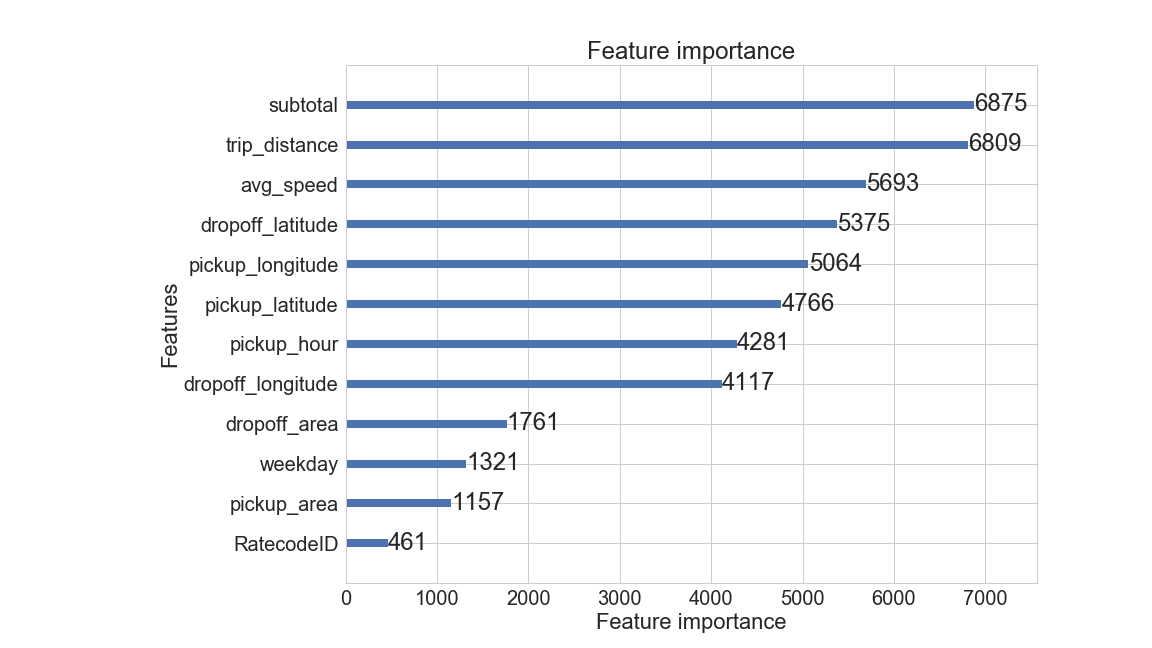 Feature importance
subtotal 6875
trip_distance 6809
avg_speed 5693
dropoff_latitude 5375
pickup_longitude 5064
pickup_latitude 4766
pickup_hour 4281
dropoff_longitude 4117
dropoff_area 1761
weekday 1321
pickup_area 1157
RatecodeID 461
Features
0 1000 2000 3000 4000 5000 6000 7000
Feature importance